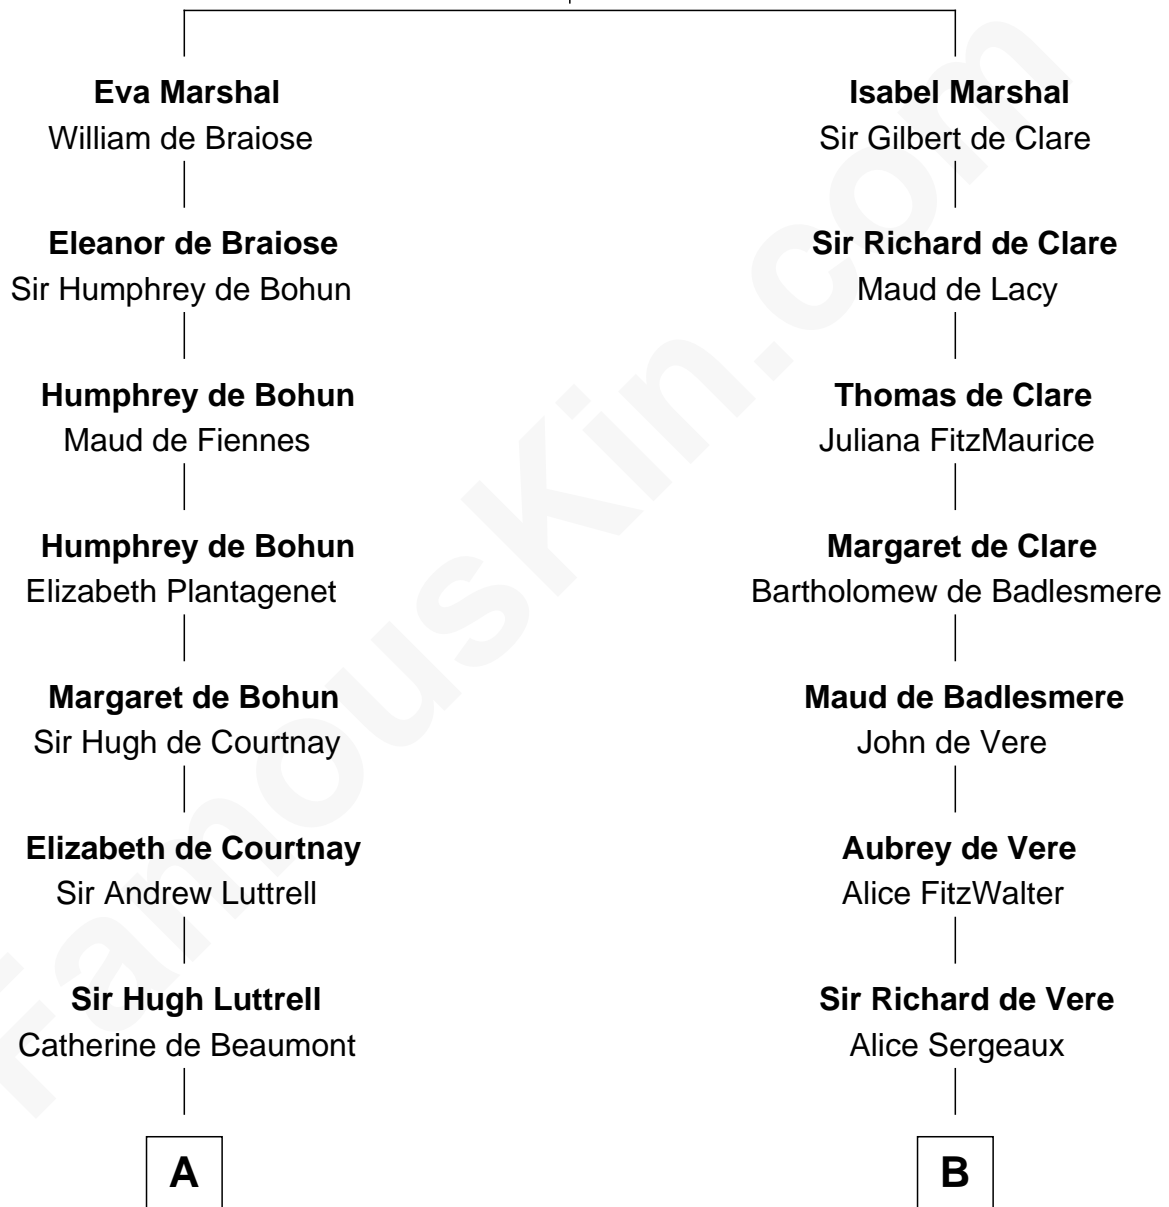 Eva Marshal
William de Braiose
Eleanor de Braiose
Sir Humphrey de Bohun
Humphrey de Bohun
Maud de Fiennes
Humphrey de Bohun
Elizabeth Plantagenet
Margaret de Bohun
Sir Hugh de Courtnay
Elizabeth de Courtnay
Sir Andrew Luttrell
Sir Hugh Luttrell
Catherine de Beaumont
A
Isabel Marshal
Sir Gilbert de Clare
Sir Richard de Clare
Maud de Lacy
Thomas de Clare
Juliana FitzMaurice
Margaret de Clare
Bartholomew de Badlesmere
Maud de Badlesmere
John de Vere
Aubrey de Vere
Alice FitzWalter
Sir Richard de Vere
Alice Sergeaux
B
FamousKin.com